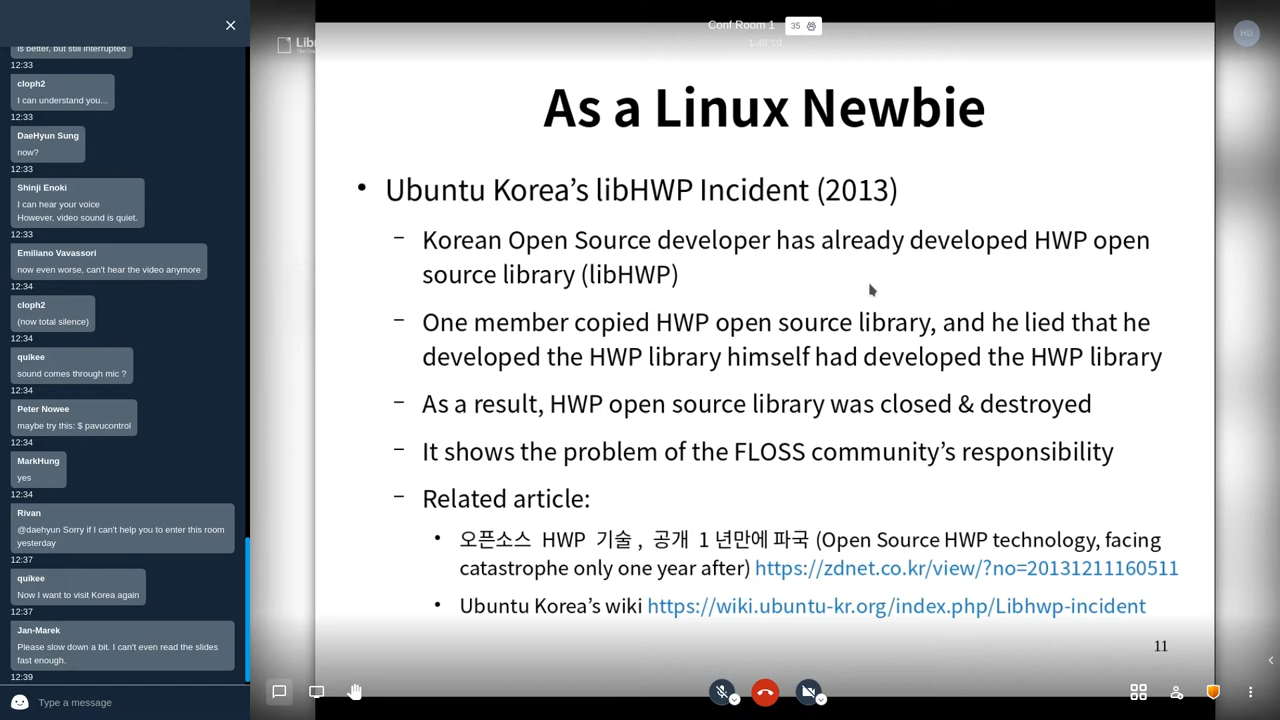 is better, but still interrupted
12:33
cloph2
I can understand you...
12:33
DaeHyun Sung
now?
12:33
Shinji Enoki
I can hear your voice
However, video sound is quiet.
12:33
Emiliano Vavassori
now even worse, can't hear the video anymore
12:34
cloph2
(now total silence)
12:34
quikee
sound comes through mic ?
12:34
Peter Nowee
maybe try this: $ pavucontrol
12:34
MarkHung
yes
12:34
Rivan
@daehyun Sorry if I can't help you to enter this room
yesterday
12:37
quikee
Now I want to visit Korea again
12:37
Jan-Marek
Please slow down a bit. I can't even read the slides
fast enough.
12:39
Type a message
Conf Room 1
35
1:49:10
Libr
HD
As a Linux Newbie
• Ubuntu Korea’s libHWP Incident (2013)
– Korean Open Source developer has already developed HWP open
source library (libHWP)
– One member copied HWP open source library, and he lied that he
developed the HWP library himself had developed the HWP library
– As a result, HWP open source library was closed & destroyed
– It shows the problem of the FLOSS community’s responsibility
– Related article:
• 오픈소스 HWP 기술 , 공개 1 년만에 파국 (Open Source HWP technology, facing
catastrophe only one year after) https://zdnet.co.kr/view/?no=20131211160511
• Ubuntu Korea’s wiki https://wiki.ubuntu-kr.org/index.php/Libhwp-incident
11